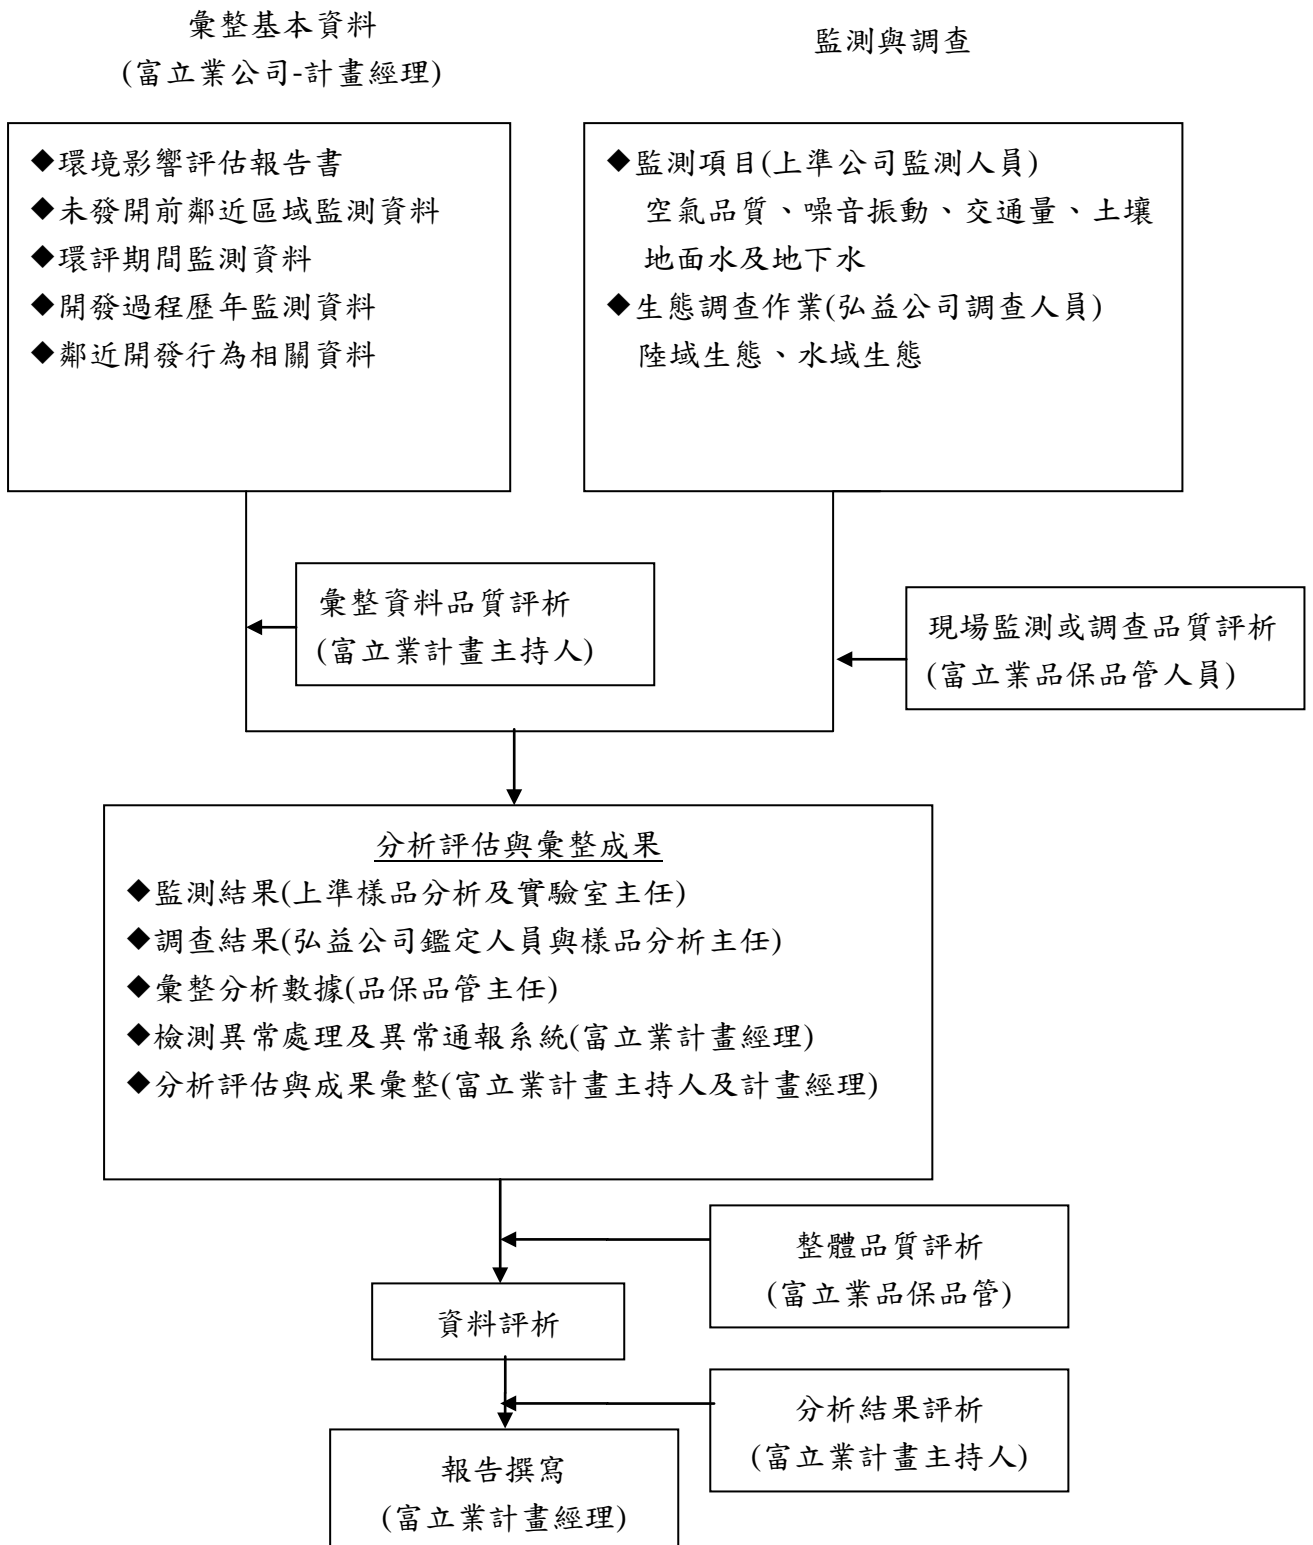 彙整基本資料
(富立業公司-計畫經理)
監測與調查
◆環境影響評估報告書
◆未發開前鄰近區域監測資料
◆環評期間監測資料
◆開發過程歷年監測資料
◆鄰近開發行為相關資料
◆監測項目(上準公司監測人員)
空氣品質、噪音振動、交通量、土壤
地面水及地下水
◆生態調查作業(弘益公司調查人員)
陸域生態、水域生態
彙整資料品質評析
(富立業計畫主持人)
現場監測或調查品質評析
(富立業品保品管人員)
分析評估與彙整成果
◆監測結果(上準樣品分析及實驗室主任)
◆調查結果(弘益公司鑑定人員與樣品分析主任)
◆彙整分析數據(品保品管主任)
◆檢測異常處理及異常通報系統(富立業計畫經理)
◆分析評估與成果彙整(富立業計畫主持人及計畫經理)
整體品質評析
(富立業品保品管)
資料評析
分析結果評析
(富立業計畫主持人)
報告撰寫
(富立業計畫經理)